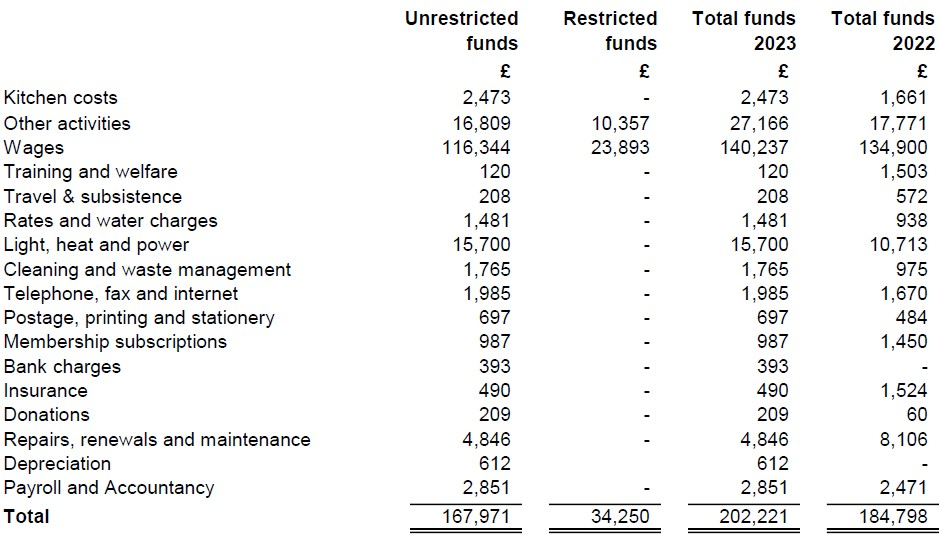 Unrestricted Restricted Total funds Total funds
funds funds 2023 2022
£ £ £ £
Kitchen costs 2,473 - 2,473 1,661
Other activities 16,809 10,357 27,166 17,771
Wages 116,344 23,893 140,237 134,900
Training and welfare 120 - 120 1,503
Travel & subsistence 208 - 208 572
Rates and water charges 1,481 - 1,481 938
Light, heat and power 15,700 - 15,700 10,713
Cleaning and waste management 1,765 - 1,765 975
Telephone, fax and internet 1,985 - 1,985 1,670
Postage, printing and stationery 697 - 697 484
Membership subscriptions 987 - 987 1,450
Bank charges 393 - 393 -
Insurance 490 - 490 1,524
Donations 209 - 209 60
Repairs, renewals and maintenance 4,846 - 4,846 8,106
Depreciation 612 612 -
Payroll and Accountancy 2,851 - 2,851 2,471
Total 167,971 34,250 202,221 184,798